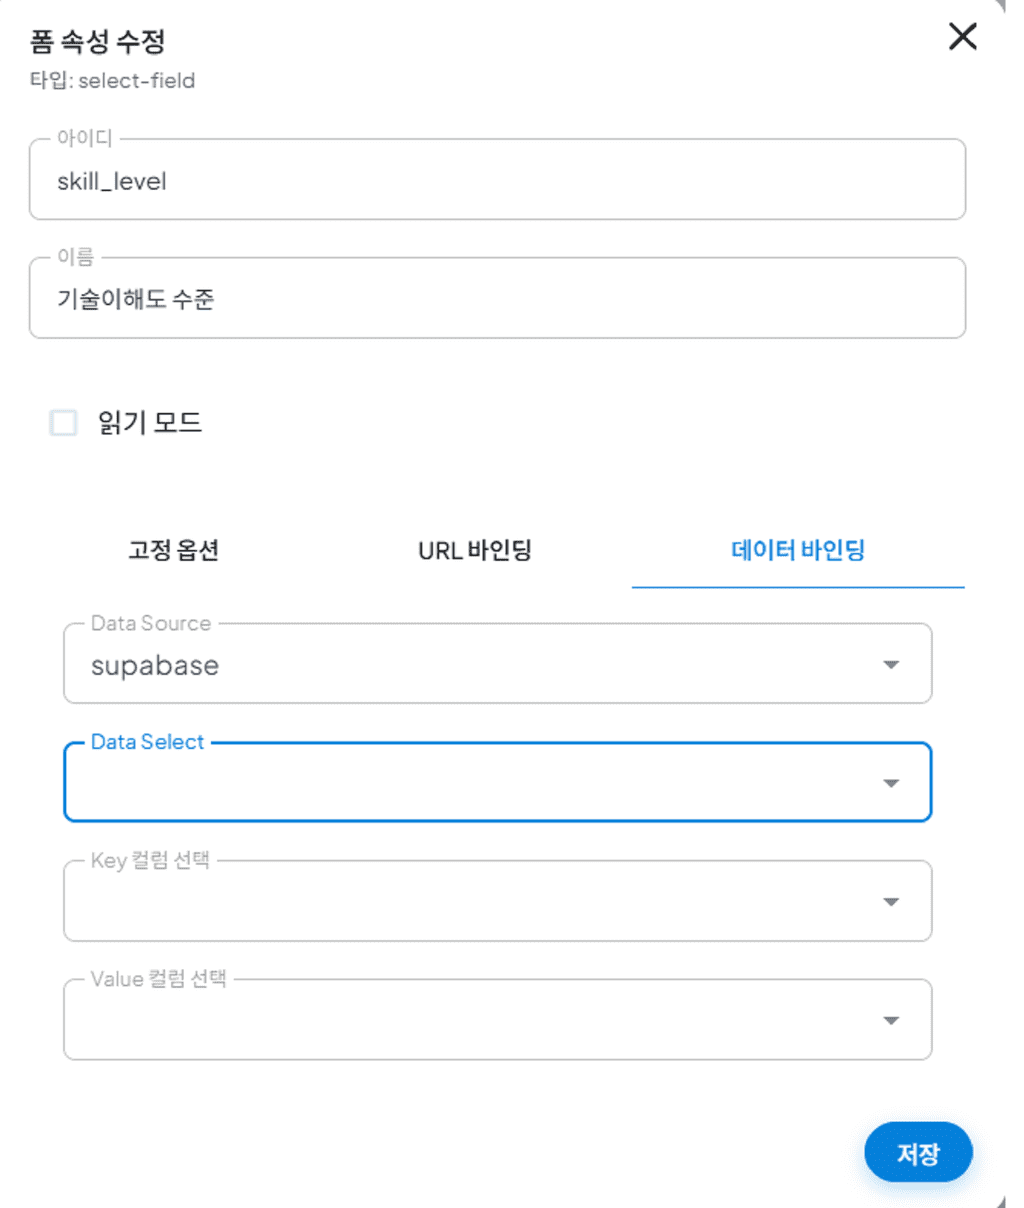 폼 속성 수정
타입: select-field
아이디
skill_level
이름
기술이해도 수준
읽기 모드
고정 옵션 URL 바인딩 데이터 바인딩
Data Source
supabase
Data Select
Key 컬럼 선택
Value 컬럼 선택
저장